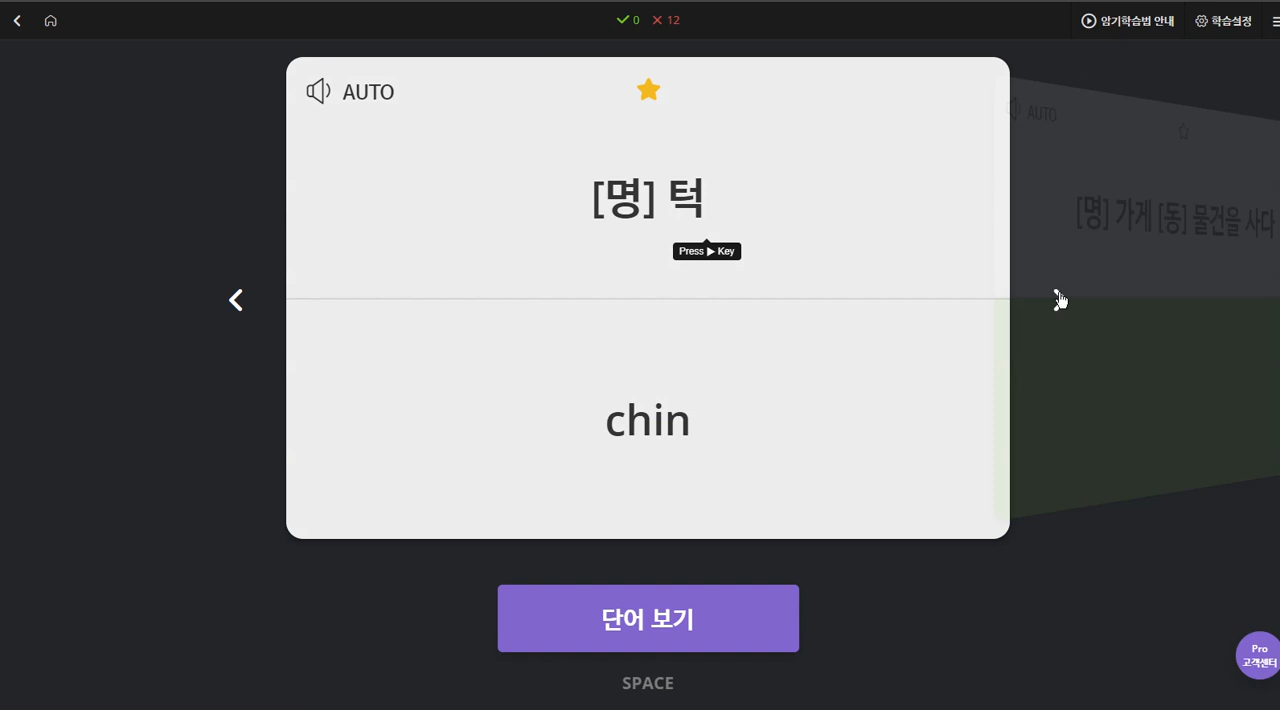 0 12
암기학습법 안내
학습설정
AUTO
[명] 턱
Press ▶ Key
chin
AUTO
[명] 가게 [동] 물건을 사다
단어 보기
SPACE
Pro
고객센터